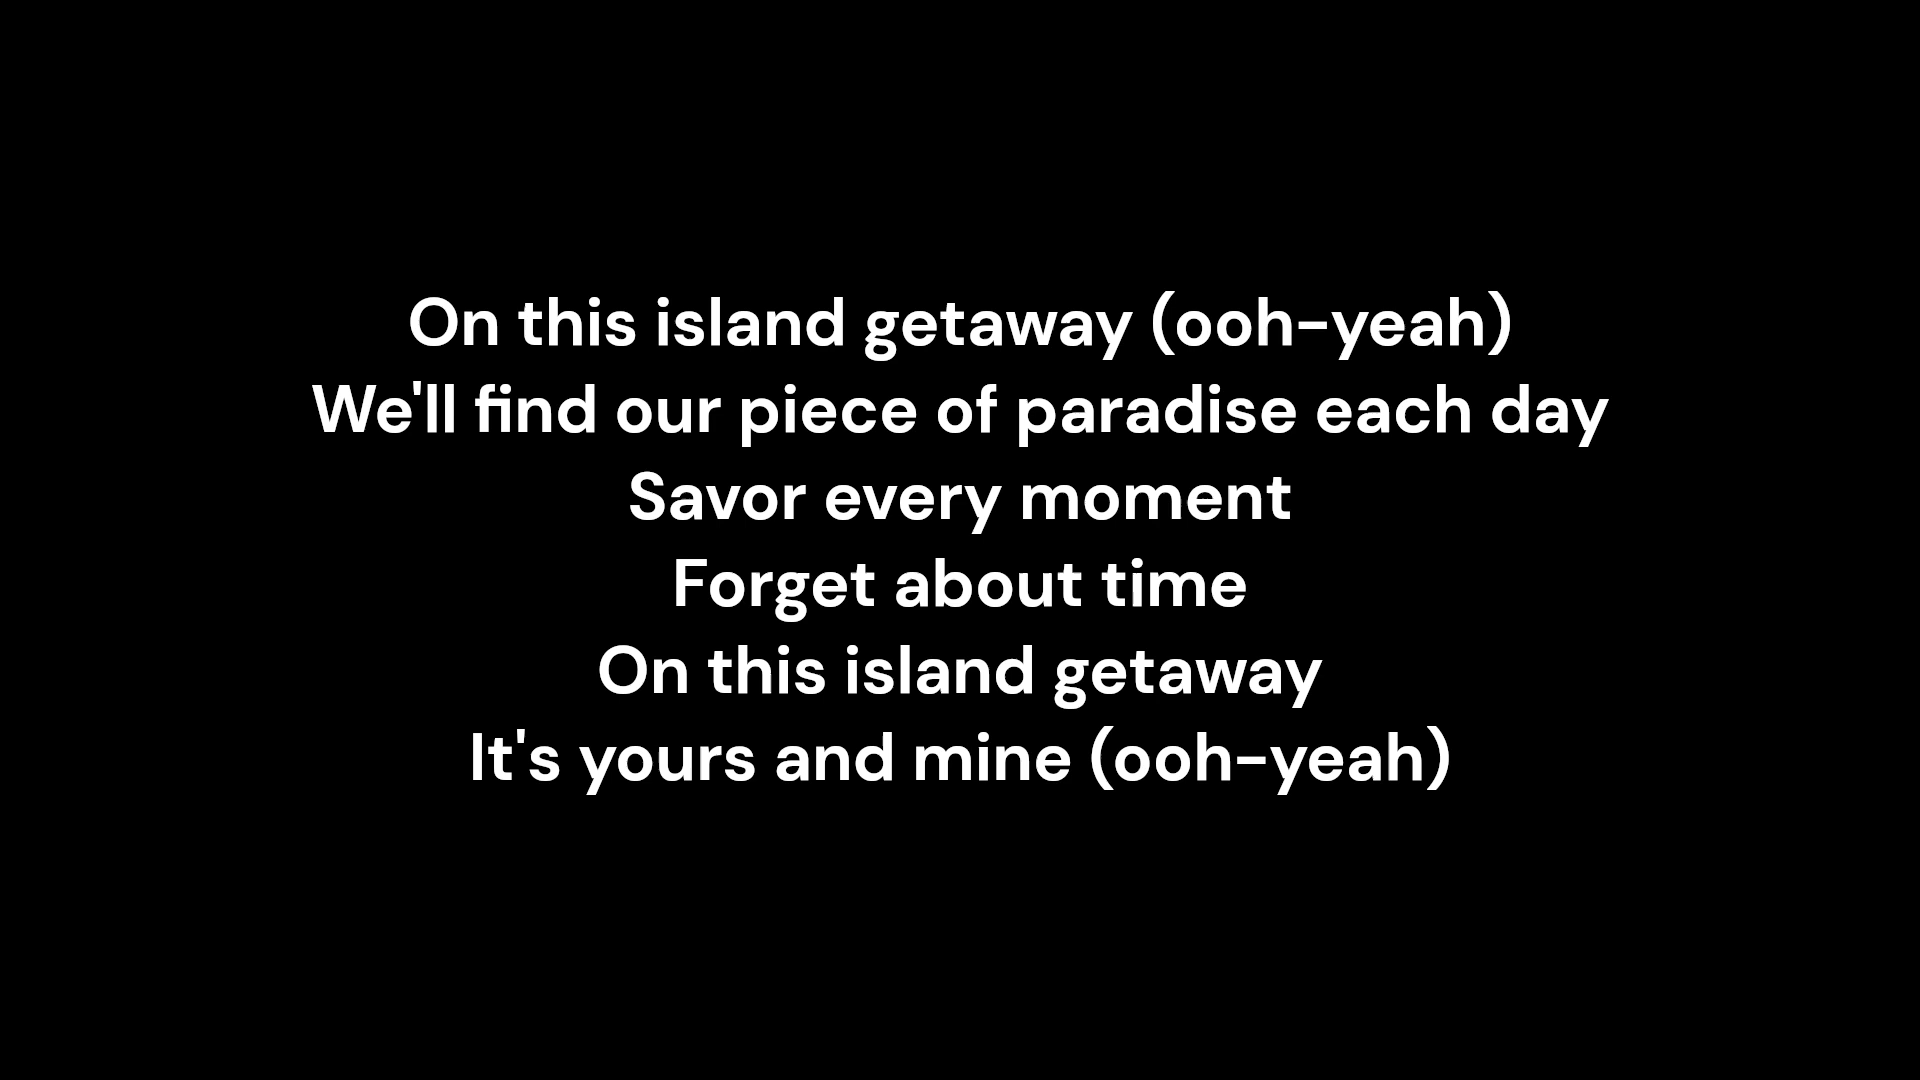 On this island getaway (ooh-yeah)
We'll find our piece of paradise each day
Savor every moment
Forget about time
On this island getaway
It's yours and mine (ooh-yeah)